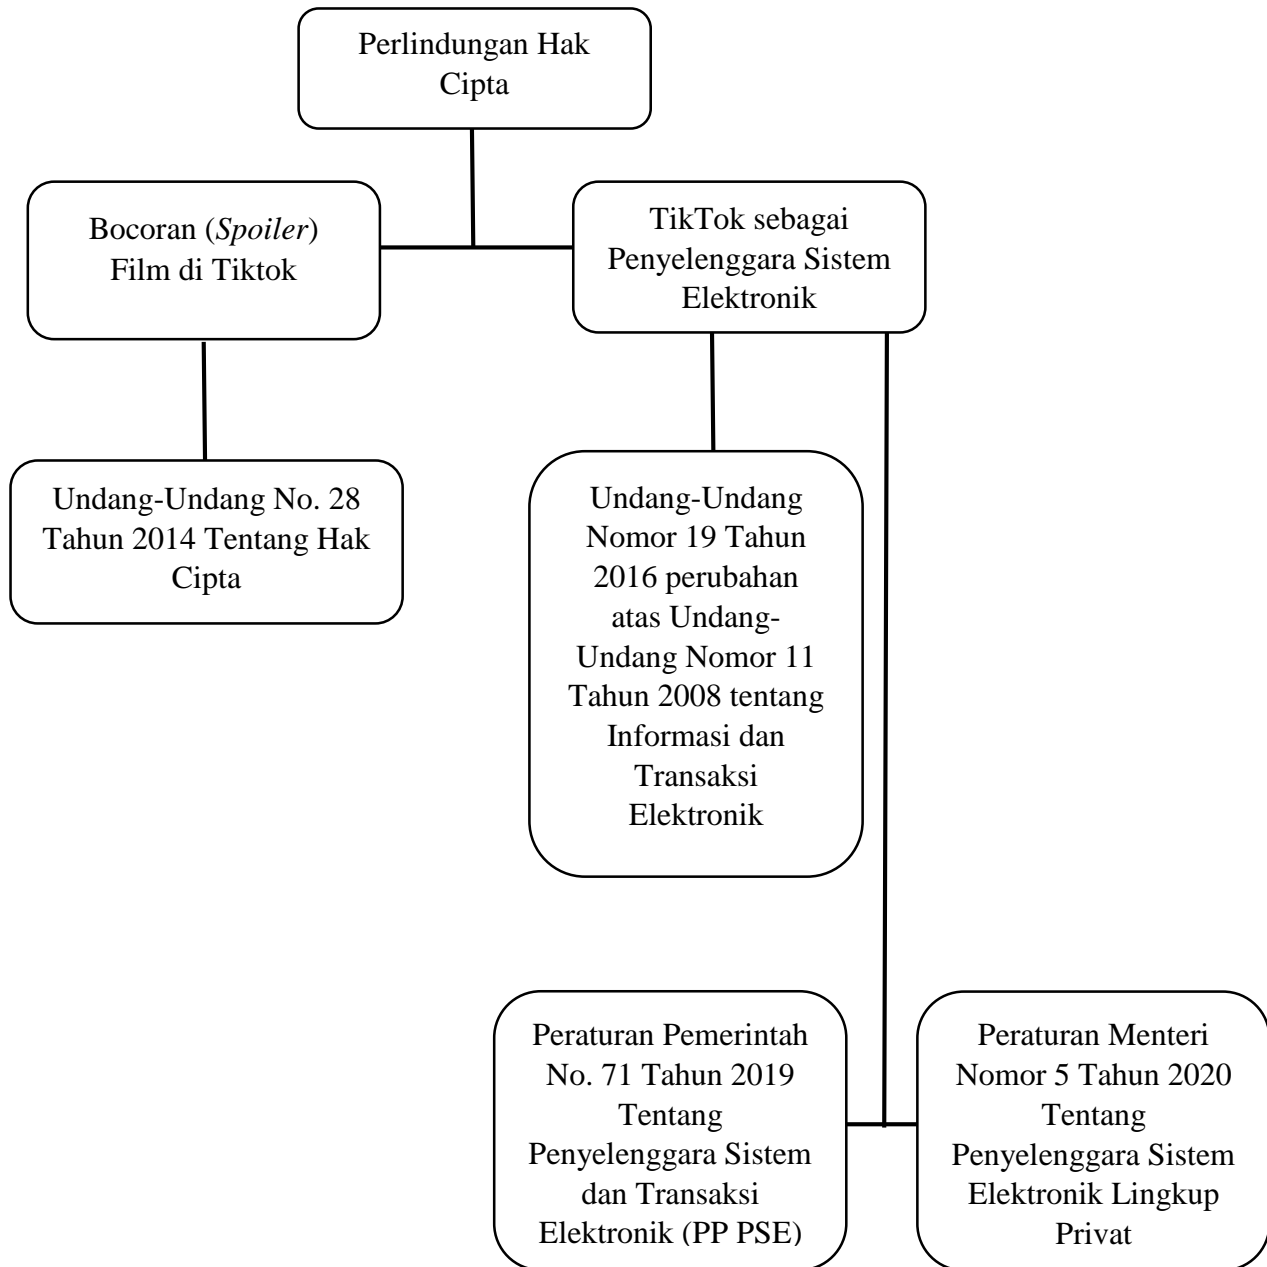 Perlindungan Hak
Cipta
Bocoran (Spoiler)
Film di Tiktok
TikTok sebagai
Penyelenggara Sistem
Elektronik
Undang-Undang No. 28
Tahun 2014 Tentang Hak
Cipta
Undang-Undang
Nomor 19 Tahun
2016 perubahan
atas Undang-
Undang Nomor 11
Tahun 2008 tentang
Informasi dan
Transaksi
Elektronik
Peraturan Pemerintah
No. 71 Tahun 2019
Tentang
Penyelenggara Sistem
dan Transaksi
Elektronik (PP PSE)
Peraturan Menteri
Nomor 5 Tahun 2020
Tentang
Penyelenggara Sistem
Elektronik Lingkup
Privat